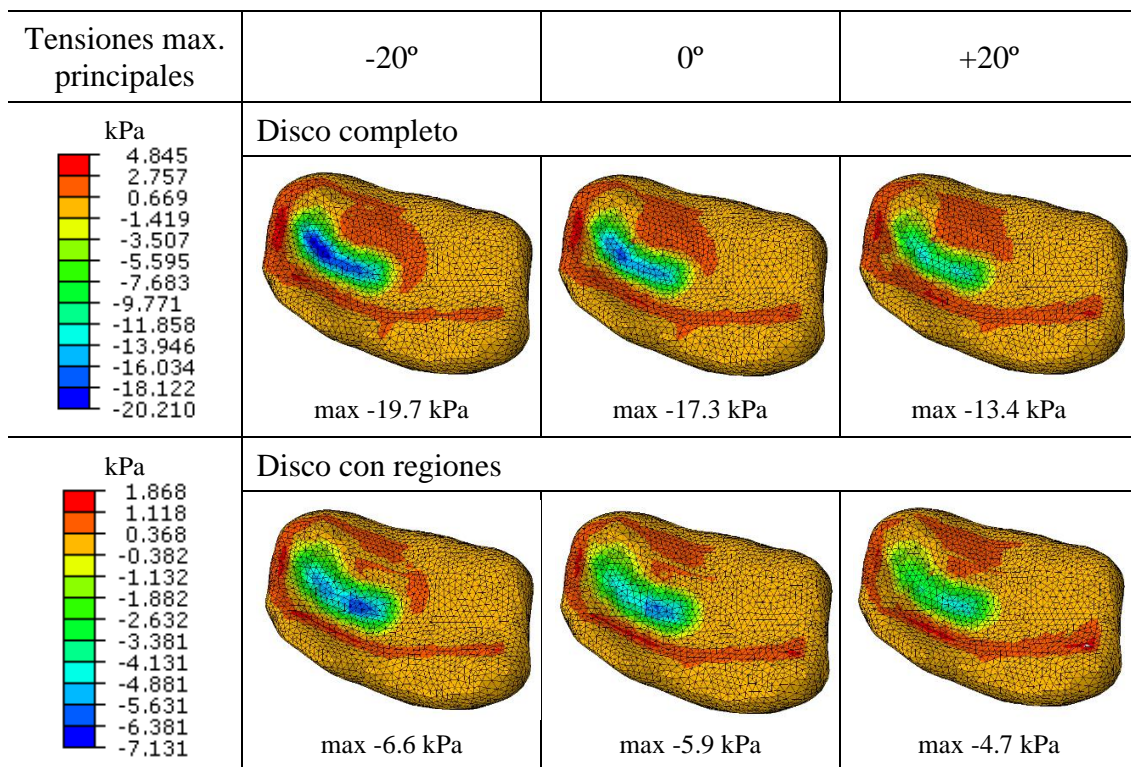 Tensiones max.
principales
-20º
0º
+20º
kPa
4.845
2.757
0.669
-1.419
-3.507
-5.595
-7.683
-9.771
-11.858
-13.946
-16.034
-18.122
-20.210
Disco completo
max -19.7 kPa
max -17.3 kPa
max -13.4 kPa
kPa
1.868
1.118
0.368
-0.382
-1.132
-1.882
-2.632
-3.381
-4.131
-4.881
-5.631
-6.381
-7.131
Disco con regiones
max -6.6 kPa
max -5.9 kPa
max -4.7 kPa